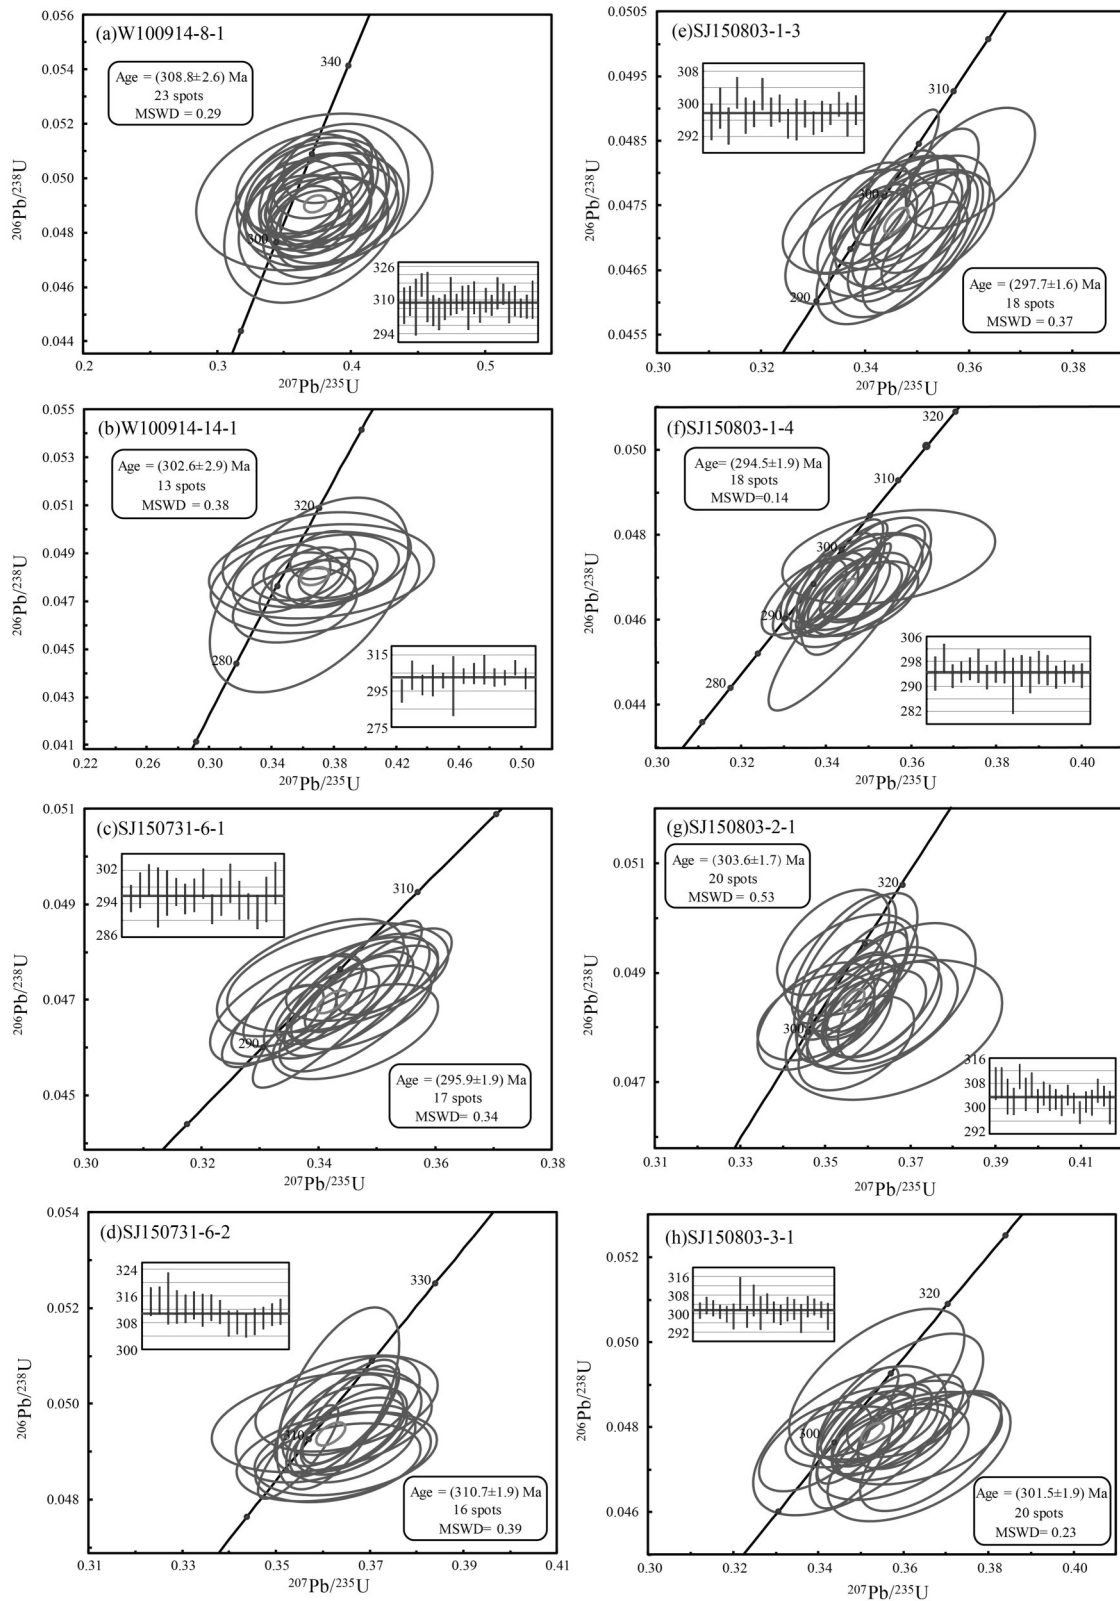 (a)W100914-8-1
Age = (308.8±2.6) Ma
23 spots
MSWD = 0.29
0.056
0.054
0.052
0.050
0.048
0.046
0.044
340
300
326
310
294
0.2
0.3
0.4
0.5
206Pb/238U
207Pb/235U
(b)W100914-14-1
Age = (302.6±2.9) Ma
13 spots
MSWD = 0.38
0.055
0.053
0.051
0.049
0.047
0.045
0.043
0.041
320
280
315
295
275
0.22
0.26
0.30
0.34
0.38
0.42
0.46
0.50
206Pb/238U
207Pb/235U
(c)SJ150731-6-1
302
294
286
0.051
0.049
0.047
0.045
310
290
Age = (295.9±1.9) Ma
17 spots
MSWD= 0.34
0.30
0.32
0.34
0.36
0.38
206Pb/238U
207Pb/235U
(d)SJ150731-6-2
324
316
308
300
0.054
0.052
0.050
0.048
330
310
Age = (310.7±1.9) Ma
16 spots
MSWD= 0.39
0.31
0.33
0.35
0.37
0.39
0.41
206Pb/238U
207Pb/235U
(e)SJ150803-1-3
308
300
292
0.0505
0.0495
0.0485
0.0475
0.0465
0.0455
310
300
290
Age = (297.7±1.6) Ma
18 spots
MSWD = 0.37
0.30
0.32
0.34
0.36
0.38
206Pb/238U
207Pb/235U
(f)SJ150803-1-4
Age= (294.5±1.9) Ma
18 spots
MSWD=0.14
0.050
0.048
0.046
0.044
320
310
300
290
280
306
298
290
282
0.30
0.32
0.34
0.36
0.38
0.40
206Pb/238U
207Pb/235U
(g)SJ150803-2-1
Age = (303.6±1.7) Ma
20 spots
MSWD = 0.53
0.051
0.049
0.047
320
300
316
308
300
292
0.31
0.33
0.35
0.37
0.39
0.41
206Pb/238U
207Pb/235U
(h)SJ150803-3-1
316
308
300
292
0.052
0.050
0.048
0.046
320
300
Age = (301.5±1.9) Ma
20 spots
MSWD= 0.23
0.30
0.32
0.34
0.36
0.38
0.40
206Pb/238U
207Pb/235U